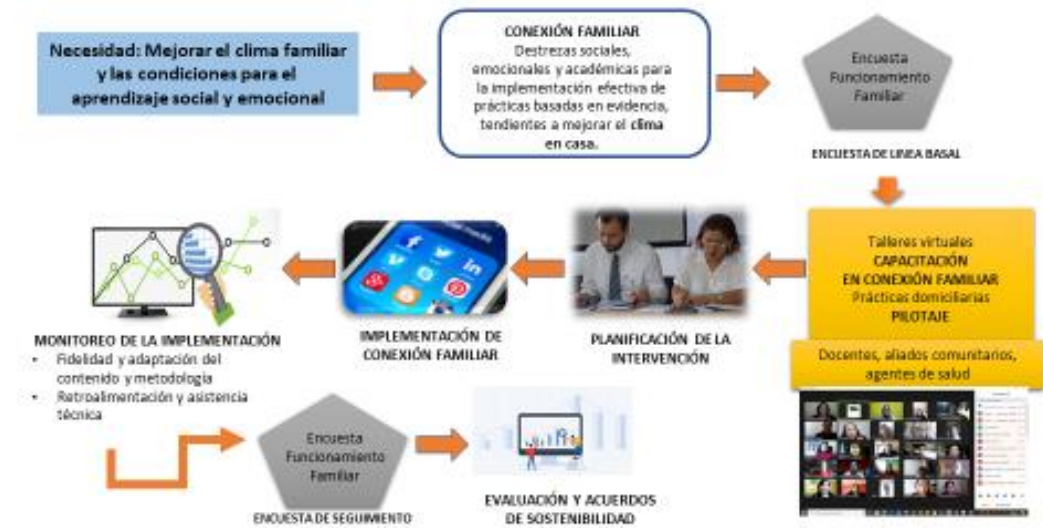 Necesidad: Mejorar el clima familiar
y las condiciones para el
aprendizaje social y emocional
CONEXIÓN FAMILIAR
Destrezas sociales,
emocionales y académicas para
la implementación efectiva de
prácticas basadas en evidencia,
tendientes a mejorar el clima
en casa.
Encuesta
Funcionamiento
Familiar
ENCUESTA DE LINEA BASAL
Talleres virtuales
CAPACITACIÓN
EN CONEXIÓN FAMILIAR
Prácticas domiciliarias
PILOTAJE
Docentes, aliados comunitarios,
agentes de salud
PLANIFICACIÓN DE LA
INTERVENCIÓN
IMPLEMENTACIÓN DE
CONEXIÓN FAMILIAR
MONITOREO DE LA IMPLEMENTACIÓN
• Fidelidad y adaptación del
contenido y metodología
• Retroalimentación y asistencia
técnica
Encuesta
Funcionamiento
Familiar
ENCUESTA DE SEGUIMIENTO
EVALUACIÓN Y ACUERDOS
DE SOSTENIBILIDAD